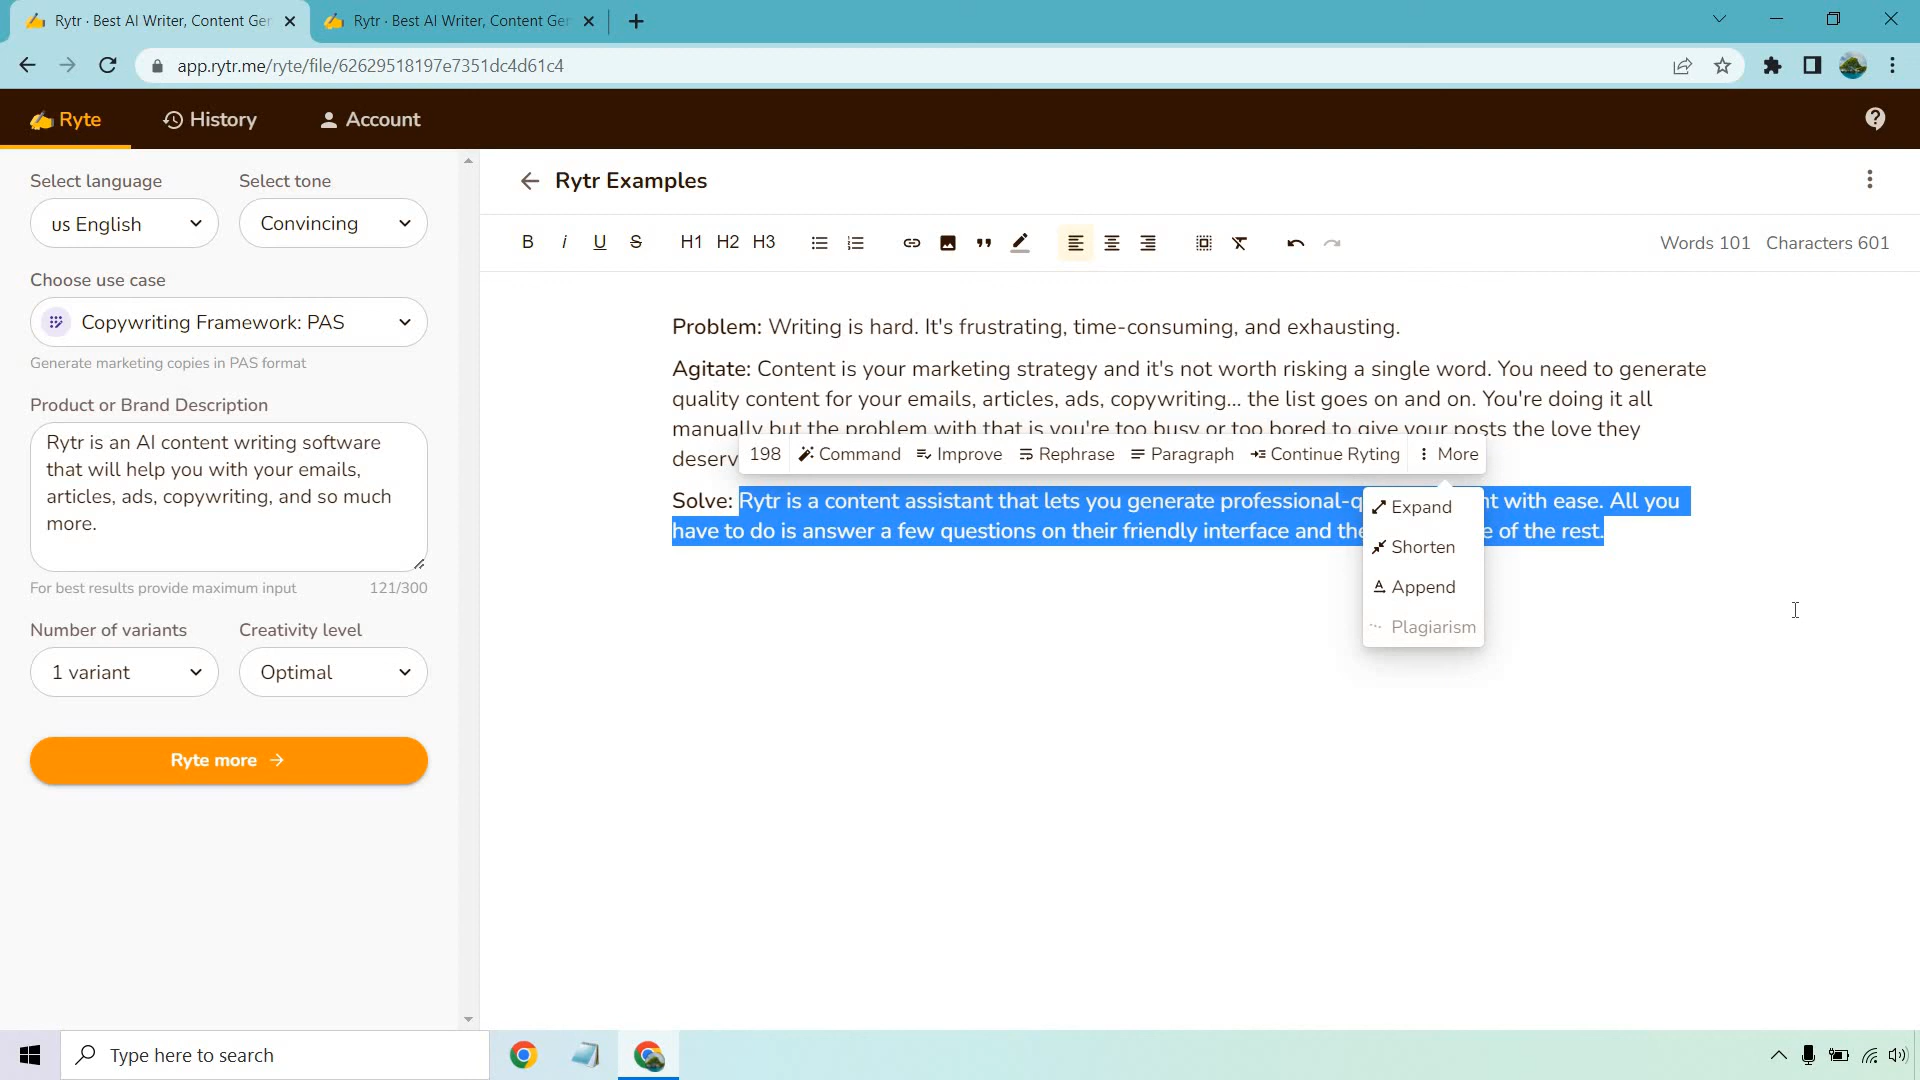 Rytr · Best AI Writer, Content Gen
Rytr · Best AI Writer, Content Gen
app.rytr.me/ryte/file/62629518197e7351dc4d61c4
Ryte
History
Account
Select language
Select tone
us English
Convincing
Choose use case
Copywriting Framework: PAS
Generate marketing copies in PAS format
Product or Brand Description
Rytr is an AI content writing software
that will help you with your emails,
articles, ads, copywriting, and so much
more.
For best results provide maximum input
121/300
Number of variants
Creativity level
1 variant
Optimal
Ryte more
Rytr Examples
B i U S H1 H2 H3
Words 101 Characters 601
Problem: Writing is hard. It's frustrating, time-consuming, and exhausting.
Agitate: Content is your marketing strategy and it's not worth risking a single word. You need to generate
quality content for your emails, articles, ads, copywriting... the list goes on and on. You're doing it all
manually but the problem with that is you're too busy or too bored to give your posts the love they
deserv
198 Command Improve Rephrase Paragraph Continue Ryting More
Solve: Rytr is a content assistant that lets you generate professional-q nt with ease. All you
have to do is answer a few questions on their friendly interface and the e of the rest.
Expand
Shorten
Append
Plagiarism
Type here to search